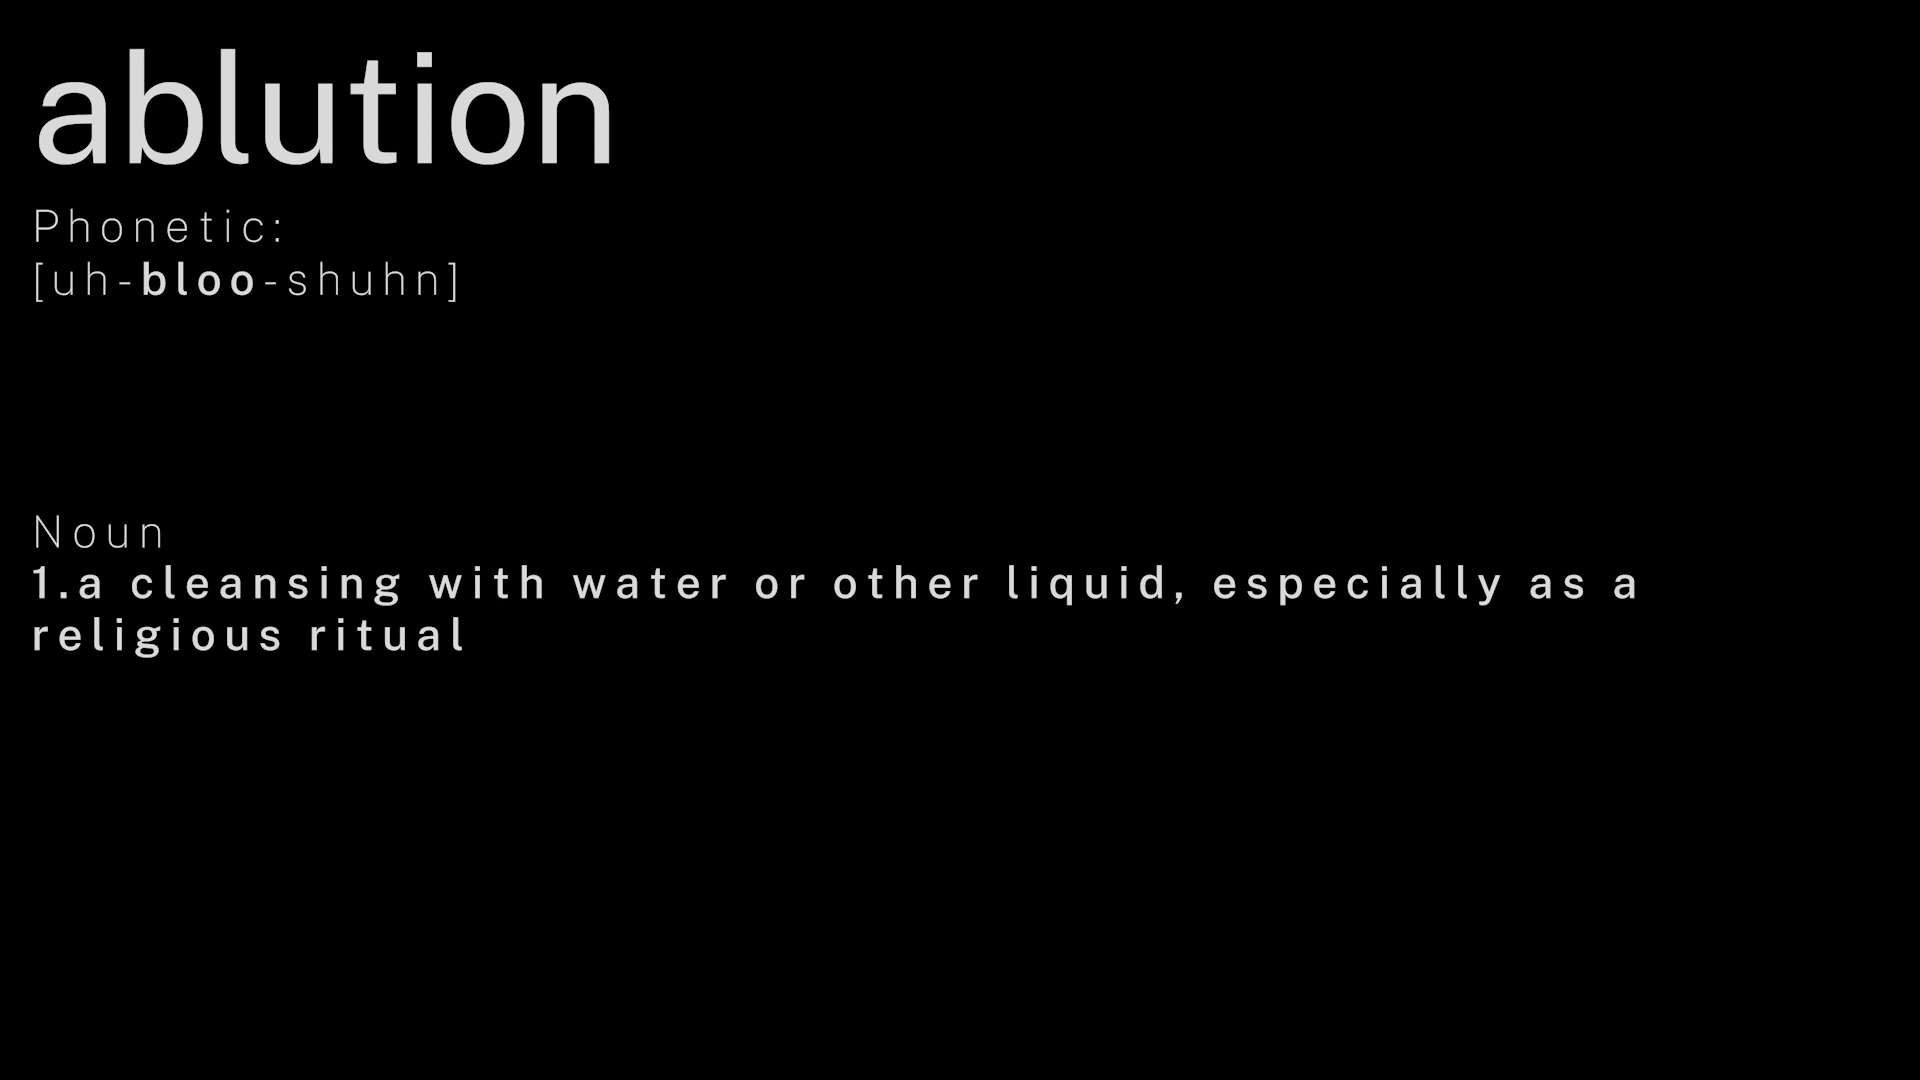 ablution
Phonetic:
[uh-bloo-shuhn]
Noun
1.a cleansing with water or other liquid, especially as a
religious ritual